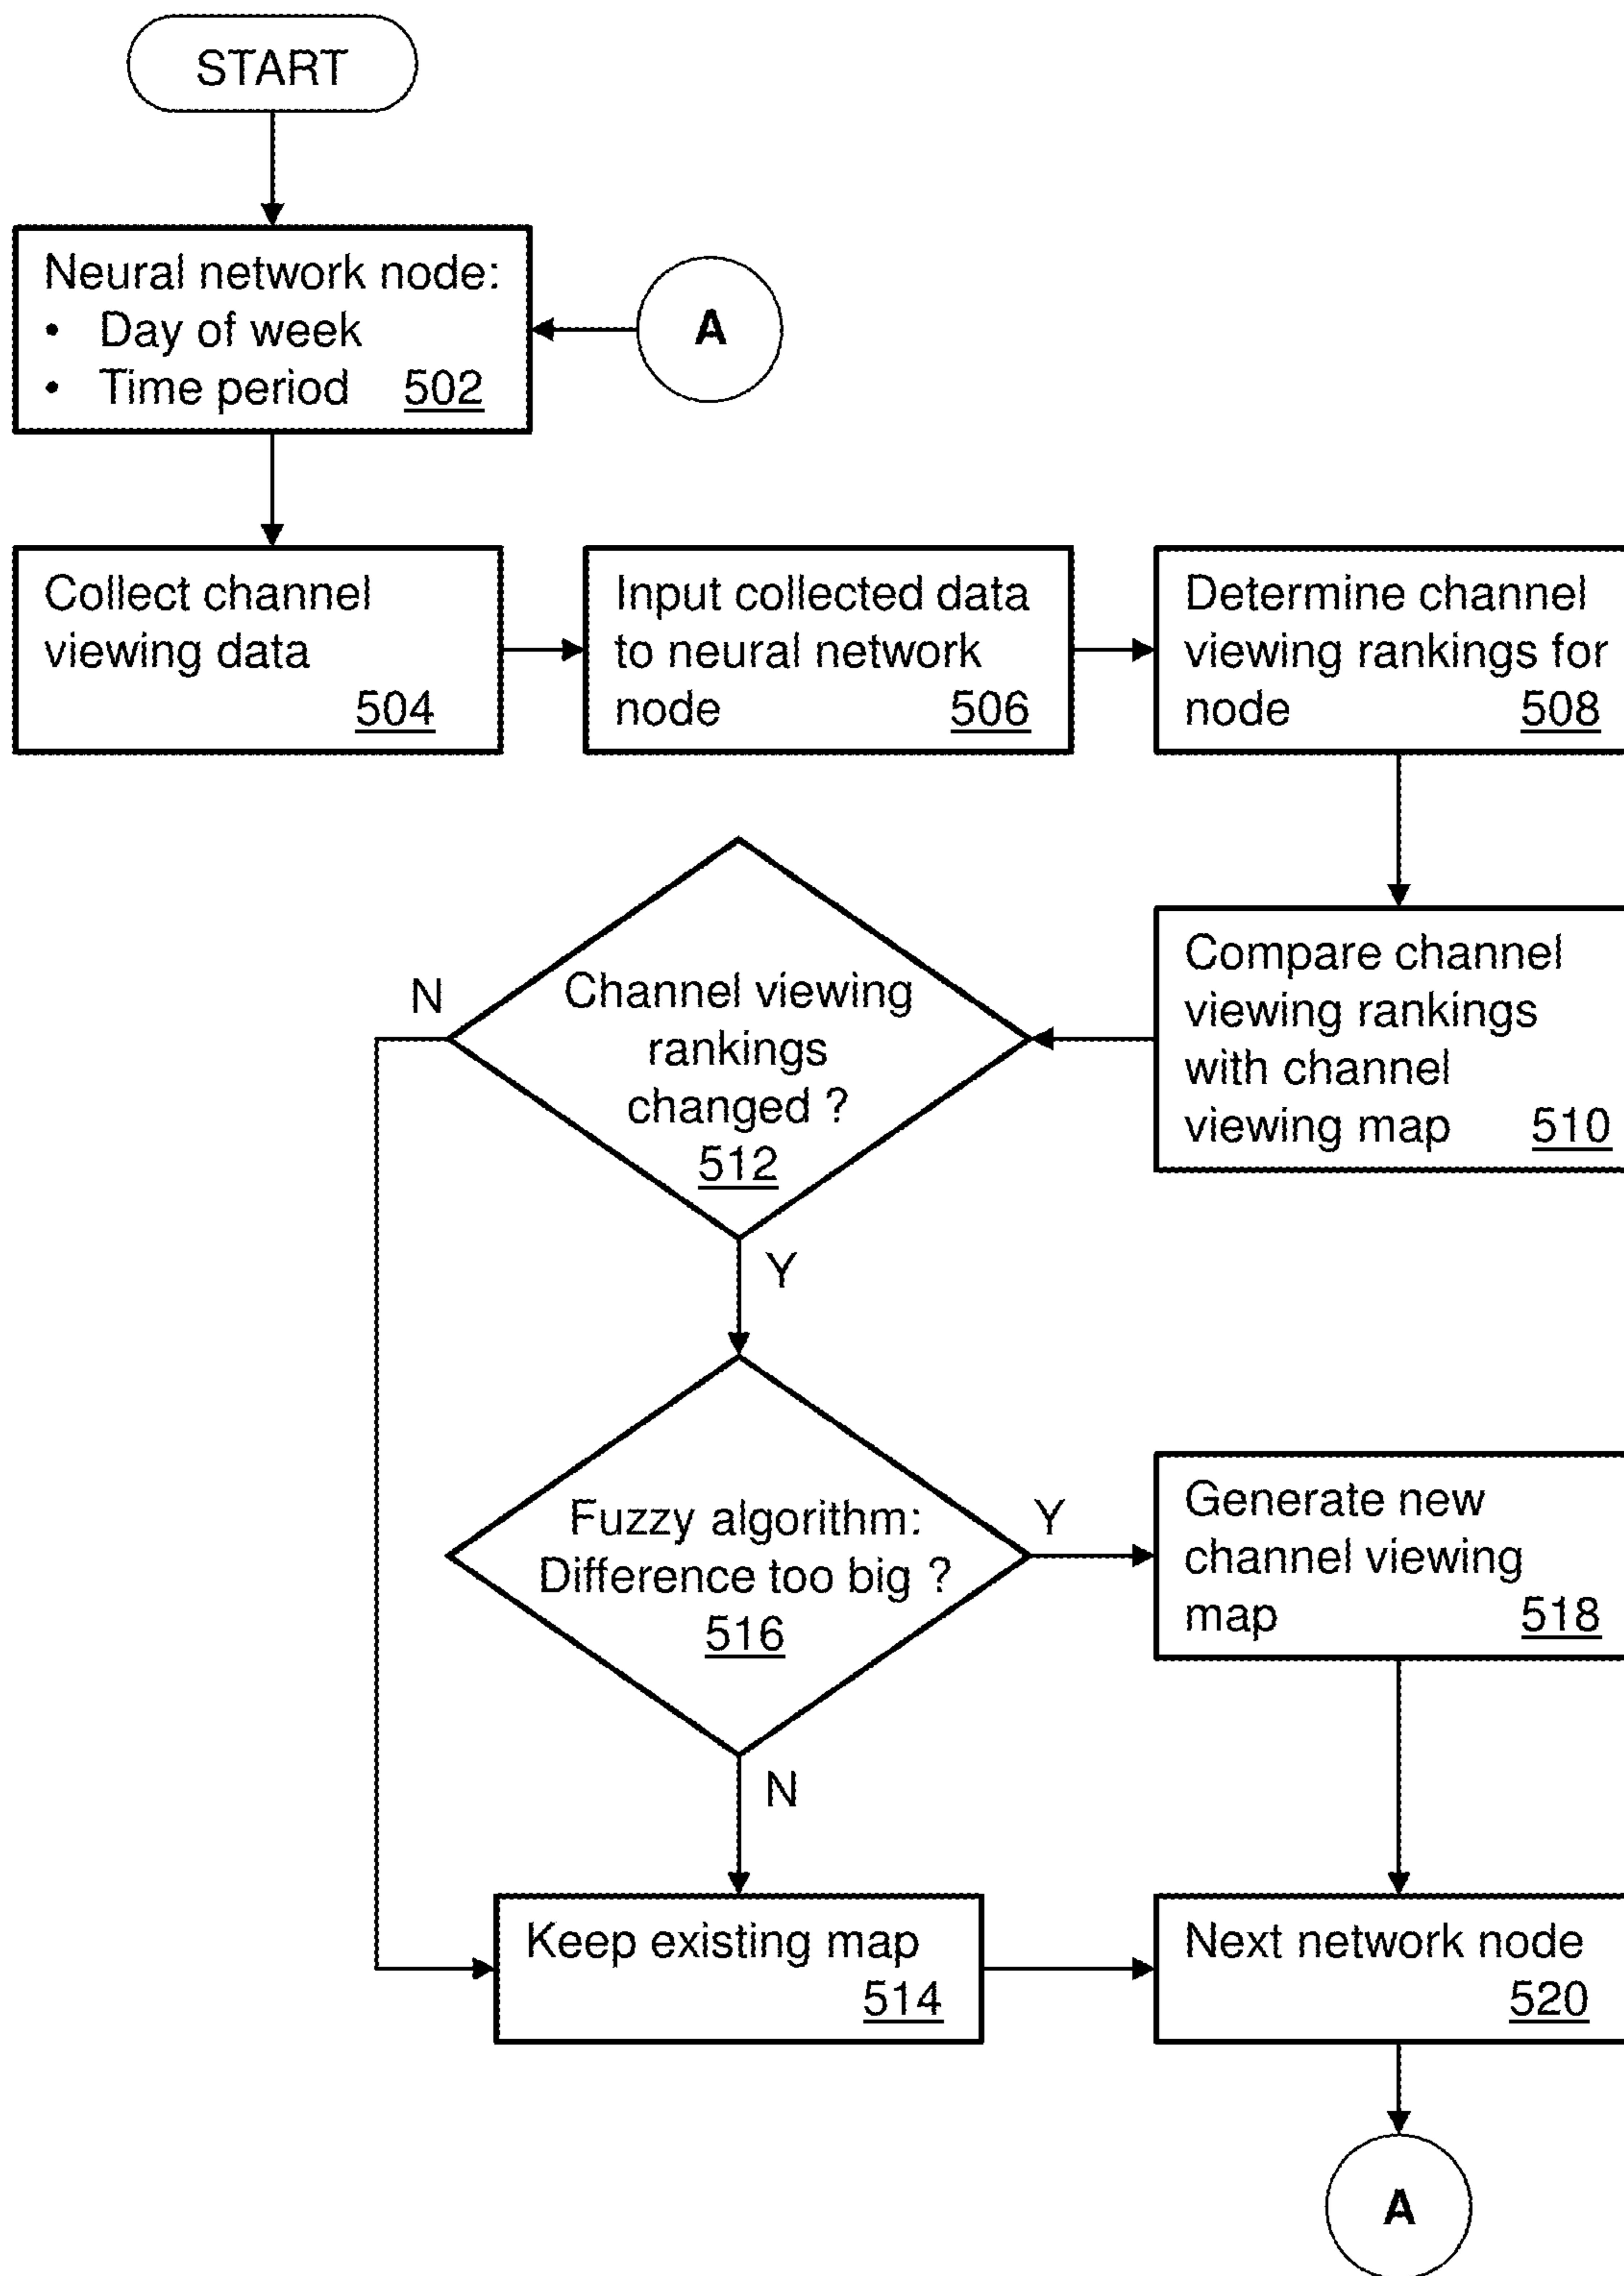 START
Neural network node:
• Day of week
• Time period 502
A
Collect channel
viewing data
504
Input collected data
to neural network
node 506
Determine channel
viewing rankings for
node 508
Compare channel
viewing rankings
with channel
viewing map 510
Channel viewing
rankings
changed ?
512
N
Y
Fuzzy algorithm:
Difference too big ?
516
Y
N
Generate new
channel viewing
map 518
Keep existing map
514
Next network node
520
A